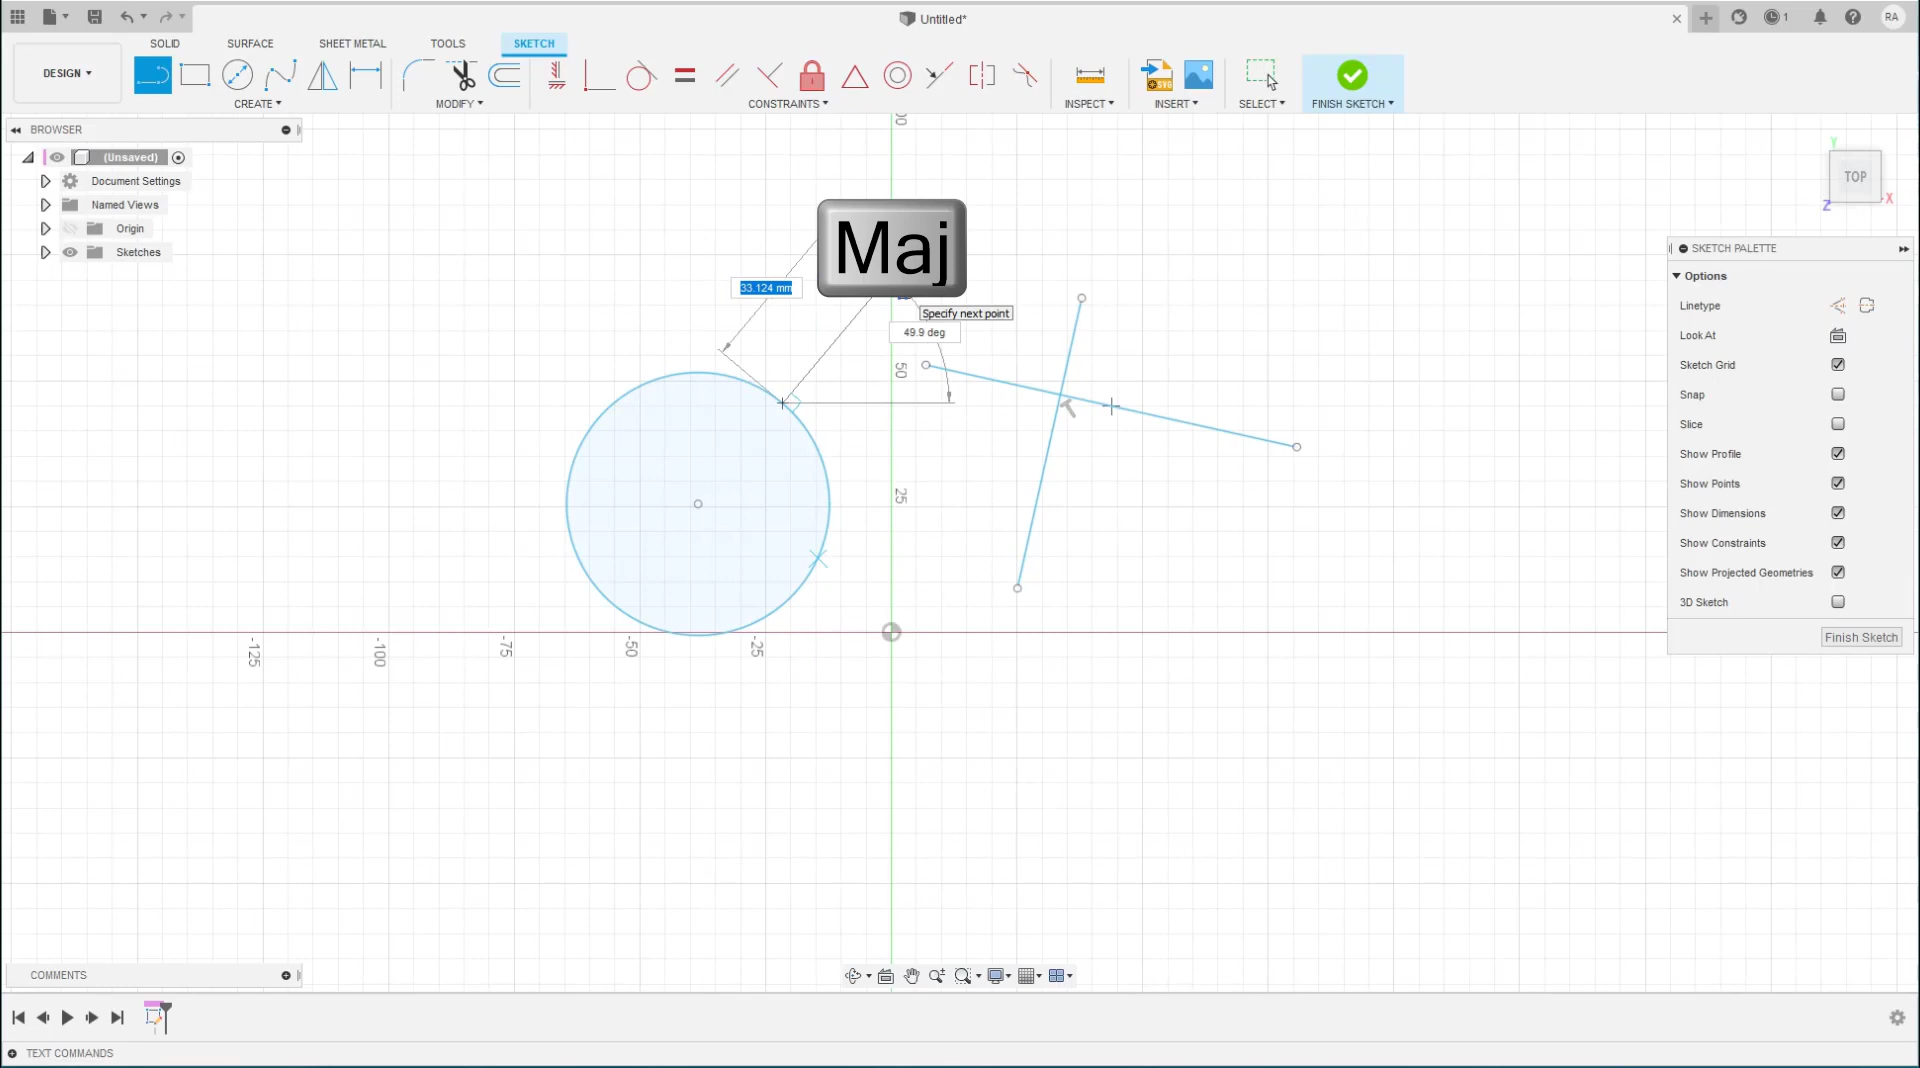 Untitled*
1
RA
SOLID
SURFACE
SHEET METAL
TOOLS
SKETCH
DESIGN
CREATE
MODIFY
CONSTRAINTS
INSPECT
INSERT
SELECT
FINISH SKETCH
BROWSER
(Unsaved)
Document Settings
Named Views
Origin
Sketches
Maj
33.124 mm
Specify next point
49.9 deg
50
25
-125
-100
-75
-50
-25
Y
TOP
X
Z
SKETCH PALETTE
Options
Linetype
Look At
Sketch Grid
Snap
Slice
Show Profile
Show Points
Show Dimensions
Show Constraints
Show Projected Geometries
3D Sketch
Finish Sketch
COMMENTS
TEXT COMMANDS